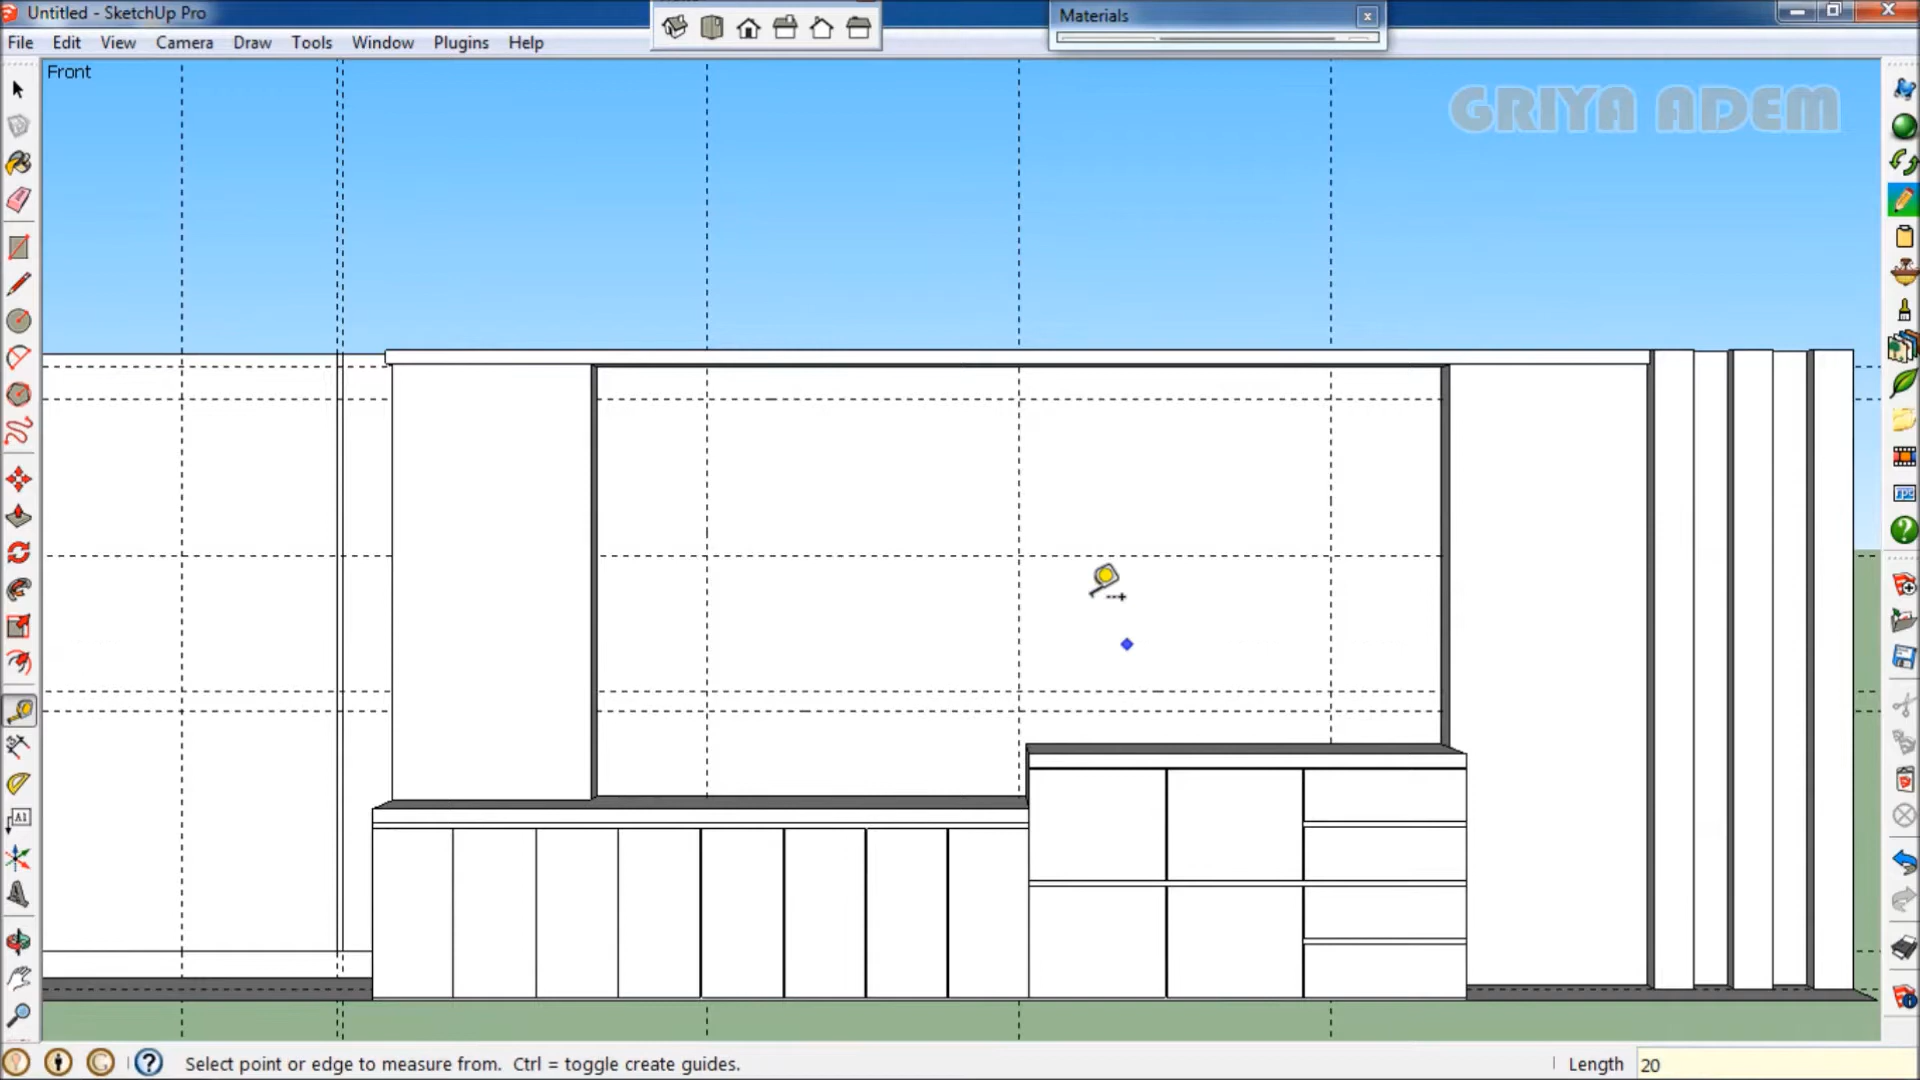 Untitled - SketchUp Pro
Materials
File Edit View Camera Draw Tools Window Plugins Help
Front
GRIYA ADEM
Select point or edge to measure from. Ctrl = toggle create guides.
Length 20